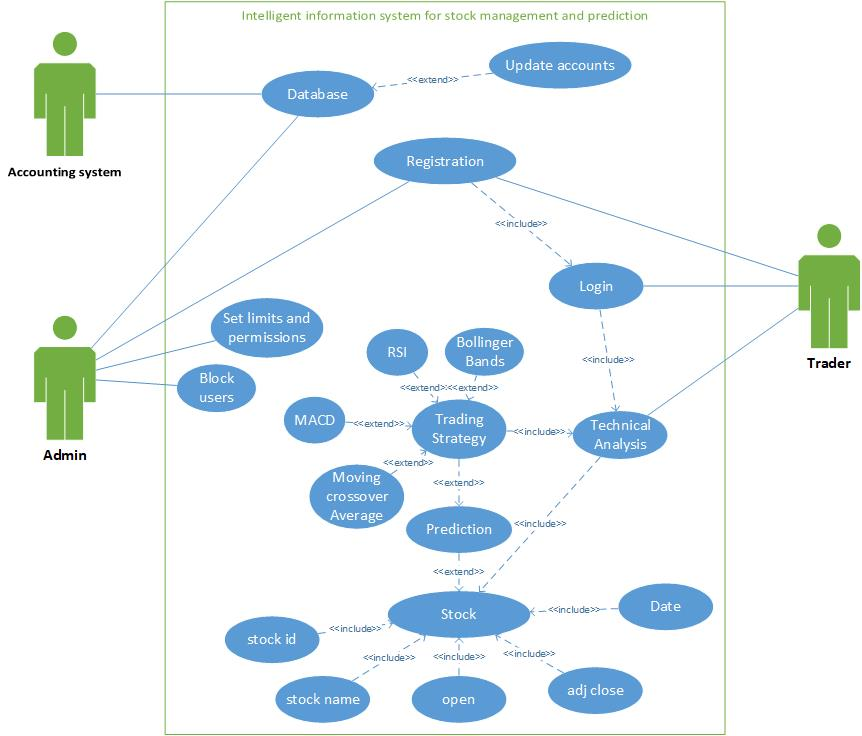 Intelligent information system for stock management and prediction
Update accounts
<<extend>>
Database
Accounting system
Registration
<<include>>
Login
Set limits and
permissions
Bollinger
Bands
RSI
<<include>>
Trader
Block
users
<<extend>>
<<extend>>
MACD
<<extend>>
Trading
Strategy
<<include>>
Technical
Analysis
Admin
<<extend>>
Moving
crossover
Average
<<extend>>
Prediction
<<include>>
<<extend>>
Stock
<<include>>
Date
stock id
<<include>>
<<include>>
<<include>>
<<include>>
stock name
open
adj close